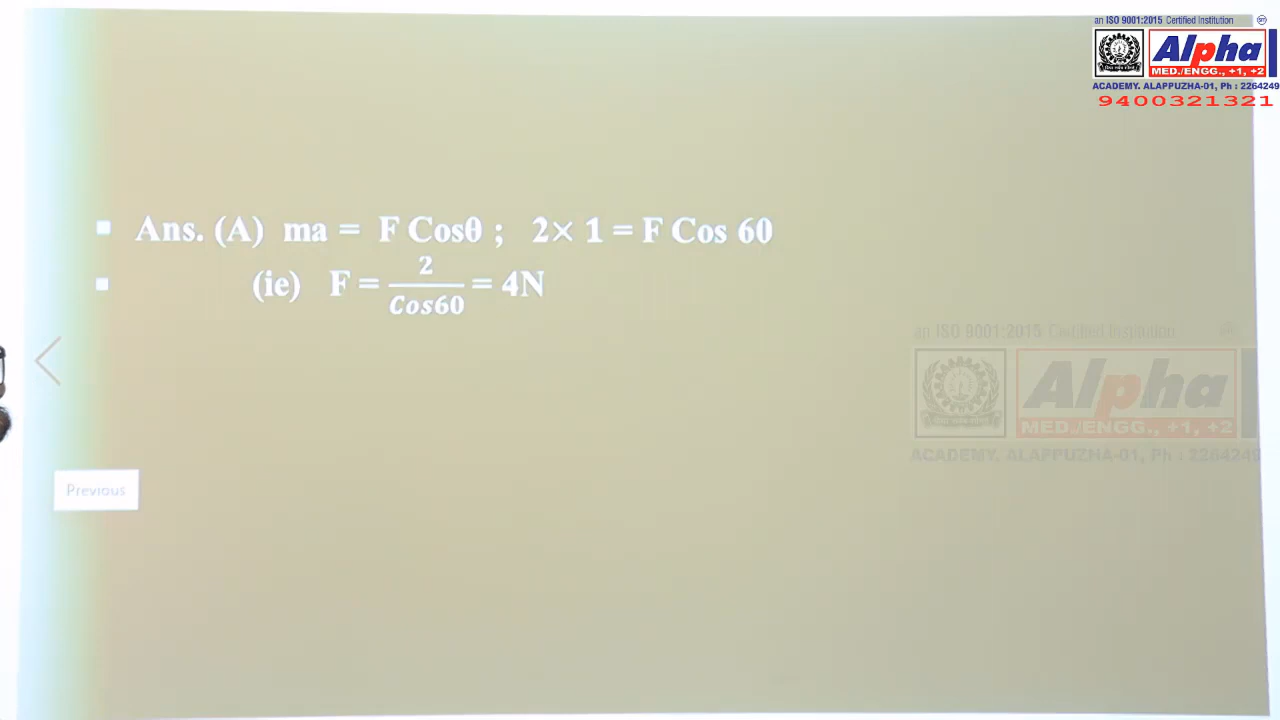 an ISO 9001:2015 Certified Institution
Alpha
MED./ENGG., +1, +2
ACADEMY. ALAPPUZHA-01, Ph : 2264249
9400321321
▪ Ans. (A) ma = F Cosθ ; 2× 1 = F Cos 60
▪ (ie) F = 2/Cos60 = 4N
an ISO 9001:2015 Certified Institution
Alpha
MED./ENGG., +1, +2
ACADEMY. ALAPPUZHA-01, Ph : 2264249
Previous